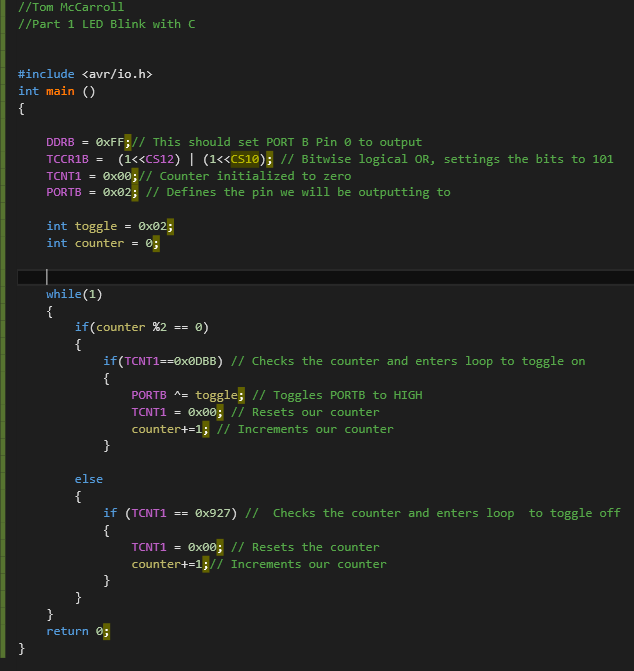 //Tom McCarroll
//Part 1 LED Blink with C
#include <avr/io.h>
int main ()
{
DDRB = 0xFF;// This should set PORT B Pin 0 to output
TCCR1B =  (1<<CS12) | (1<<CS10); // Bitwise logical OR, settings the bits to 101
TCNT1 = 0x00;// Counter initialized to zero
PORTB = 0x02; // Defines the pin we will be outputting to
int toggle = 0x02;
int counter = 0;
while(1)
{
if(counter %2 == 0)
{
if(TCNT1==0x0DBB) // Checks the counter and enters loop to toggle on
{
PORTB ^= toggle; // Toggles PORTB to HIGH
TCNT1 = 0x00; // Resets our counter
counter+=1; // Increments our counter
}
else
{
if (TCNT1 == 0x927) //  Checks the counter and enters loop  to toggle off
{
TCNT1 = 0x00; // Resets the counter
counter+=1;// Increments our counter
}
}
}
return 0;
}